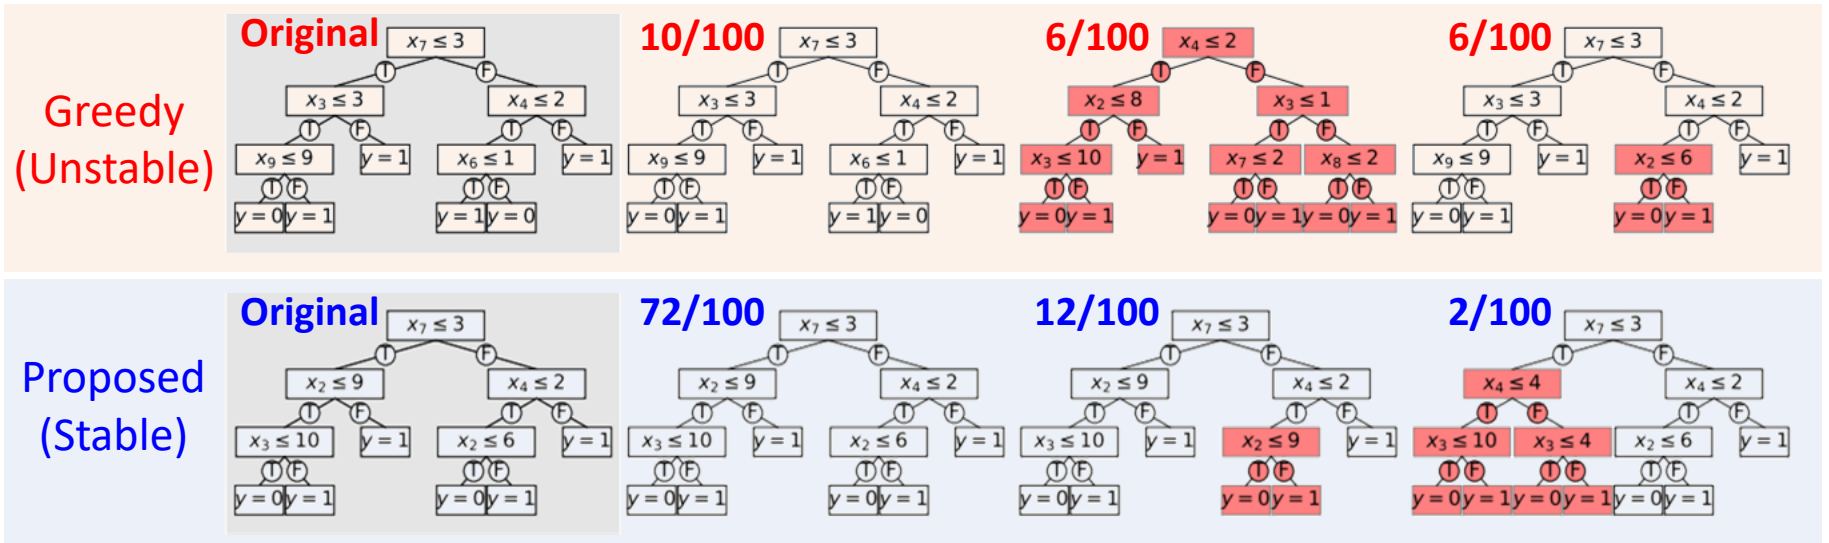 Greedy
(Unstable)
Original
x7 ≤ 3
T F
x3 ≤ 3 x4 ≤ 2
T F T F
x9 ≤ 9 y = 1 x6 ≤ 1 y = 1
T F T F
y = 0 y = 1 y = 1 y = 0
10/100
x7 ≤ 3
T F
x3 ≤ 3 x4 ≤ 2
T F T F
x9 ≤ 9 y = 1 x6 ≤ 1 y = 1
T F T F
y = 0 y = 1 y = 1 y = 0
6/100
x4 ≤ 2
T F
x2 ≤ 8 x3 ≤ 1
T F T F
x3 ≤ 10 y = 1 x7 ≤ 2 x8 ≤ 2
T F T F T F
y = 0 y = 1 y = 0 y = 1 y = 0 y = 1
6/100
x7 ≤ 3
T F
x3 ≤ 3 x4 ≤ 2
T F T F
x9 ≤ 9 y = 1 x2 ≤ 6 y = 1
T F T F
y = 0 y = 1 y = 0 y = 1
Proposed
(Stable)
Original
x7 ≤ 3
T F
x2 ≤ 9 x4 ≤ 2
T F T F
x3 ≤ 10 y = 1 x2 ≤ 6 y = 1
T F T F
y = 0 y = 1 y = 0 y = 1
72/100
x7 ≤ 3
T F
x2 ≤ 9 x4 ≤ 2
T F T F
x3 ≤ 10 y = 1 x2 ≤ 6 y = 1
T F T F
y = 0 y = 1 y = 0 y = 1
12/100
x7 ≤ 3
T F
x2 ≤ 9 x4 ≤ 2
T F T F
x3 ≤ 10 y = 1 x2 ≤ 9 y = 1
T F T F
y = 0 y = 1 y = 0 y = 1
2/100
x7 ≤ 3
T F
x4 ≤ 4 x4 ≤ 2
T F T F
x3 ≤ 10 x3 ≤ 4 x2 ≤ 6 y = 1
T F T F T F
y = 0 y = 1 y = 0 y = 1 y = 0 y = 1